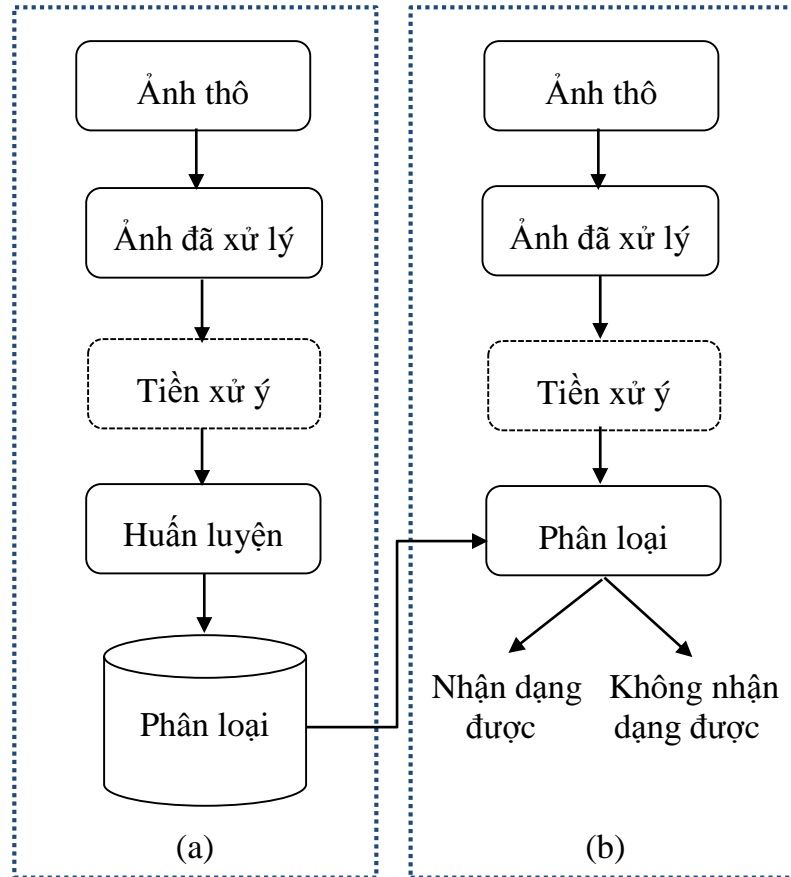 Ảnh thô
Ảnh đã xử lý
Tiền xử ý
Huấn luyện
Phân loại
(a)
Ảnh thô
Ảnh đã xử lý
Tiền xử ý
Phân loại
Nhận dạng
được
Không nhận
dạng được
(b)